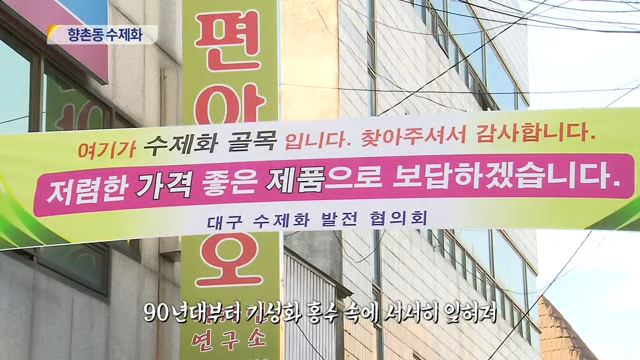 향촌동 수제화
편아
여기가 수제화 골목 입니다. 찾아주셔서 감사합니다.
저렴한 가격 좋은 제품으로 보답하겠습니다.
대구 수제화 발전 협의회
오
90년대부터 기성화 홍수 속에 서서히 잊혀져
연구소